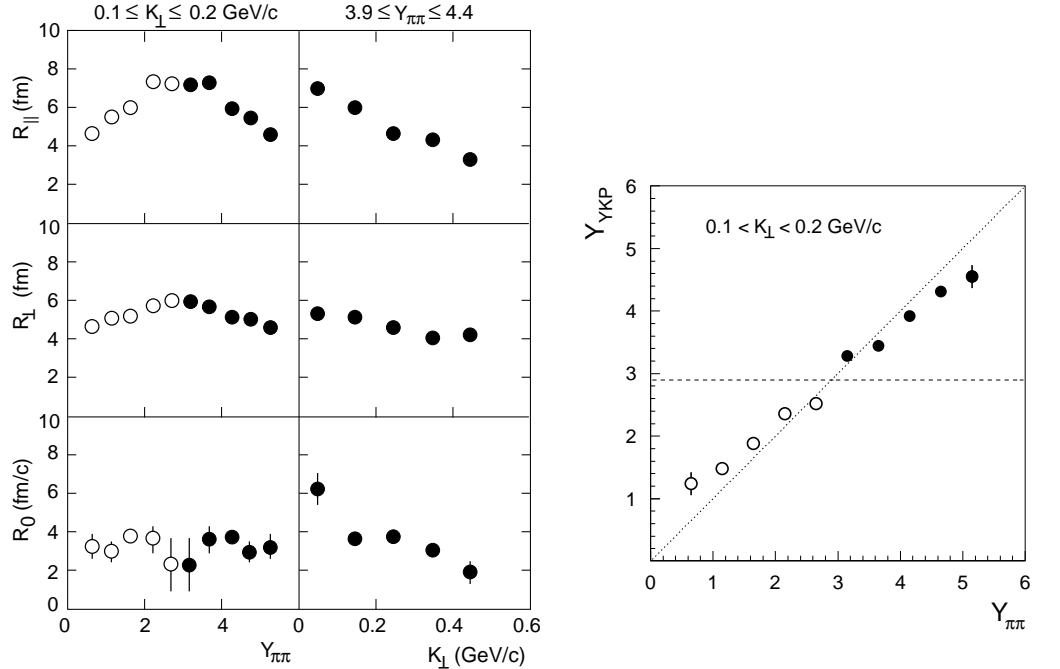 0.1 ≤ K⊥ ≤ 0.2 GeV/c
3.9 ≤ Yππ ≤ 4.4
R|| (fm)
10
8
6
4
2
R⊥ (fm)
10
8
6
4
2
R0 (fm/c)
10
8
6
4
2
0
0 2 4
Yππ
0 0.2 0.4 0.6
K⊥ (GeV/c)
YYKP
0.1 < K⊥ < 0.2 GeV/c
6
5
4
3
2
1
0 1 2 3 4 5 6
Yππ